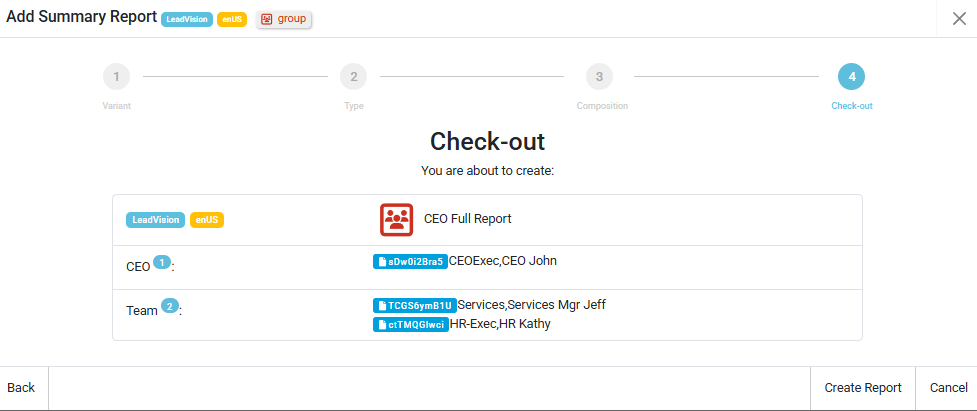 Add Summary Report LeadVision enUS group
1 2 3 4
Variant Type Composition Check-out
Check-out
You are about to create:
LeadVision enUS CEO Full Report
CEO 1 : sDw0i2Bra5 CEOExec,CEO John
Team 2 : TCGS6ymB1U Services,Services Mgr Jeff
ctTMQGlwci HR-Exec,HR Kathy
Back Create Report Cancel